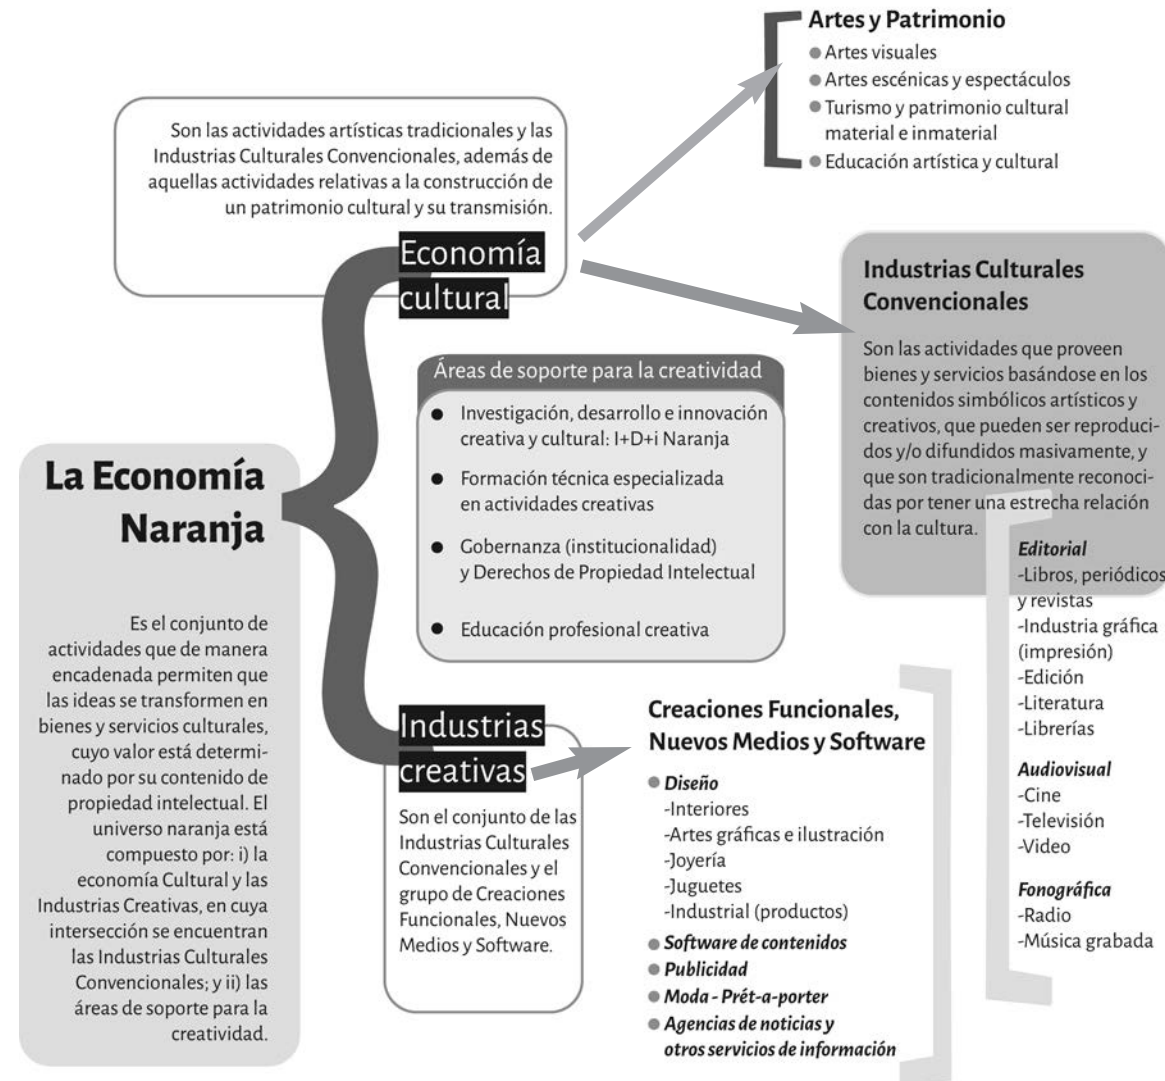 La Economía
Naranja
Es el conjunto de
actividades que de manera
encadenada permiten que
las ideas se transformen en
bienes y servicios culturales,
cuyo valor está determi-
nado por su contenido de
propiedad intelectual. El
universo naranja está
compuesto por: i) la
economía Cultural y las
Industrias Creativas, en cuya
intersección se encuentran
las Industrias Culturales
Convencionales; y ii) las
áreas de soporte para la
creatividad.
Son las actividades artísticas tradicionales y las
Industrias Culturales Convencionales, además de
aquellas actividades relativas a la construcción de
un patrimonio cultural y su transmisión.
Economía
cultural
Artes y Patrimonio
Artes visuales
Artes escénicas y espectáculos
Turismo y patrimonio cultural
material e inmaterial
Educación artística y cultural
Industrias Culturales
Convencionales
Son las actividades que proveen
bienes y servicios basándose en los
contenidos simbólicos artísticos y
creativos, que pueden ser reproduci-
dos y/o difundidos masivamente, y
que son tradicionalmente reconoci-
das por tener una estrecha relación
con la cultura.
Editorial
-Libros, periódicos
y revistas
-Industria gráfica
(impresión)
-Edición
-Literatura
-Librerías
Audiovisual
-Cine
-Televisión
-Video
Fonográfica
-Radio
-Música grabada
Áreas de soporte para la creatividad
Investigación, desarrollo e innovación
creativa y cultural: I+D+i Naranja
Formación técnica especializada
en actividades creativas
Gobernanza (institucionalidad)
y Derechos de Propiedad Intelectual
Educación profesional creativa
Industrias
creativas
Son el conjunto de las
Industrias Culturales
Convencionales y el
grupo de Creaciones
Funcionales, Nuevos
Medios y Software.
Creaciones Funcionales,
Nuevos Medios y Software
Diseño
-Interiores
-Artes gráficas e ilustración
-Joyería
-Juguetes
-Industrial (productos)
Software de contenidos
Publicidad
Moda - Prét-a-porter
Agencias de noticias y
otros servicios de información